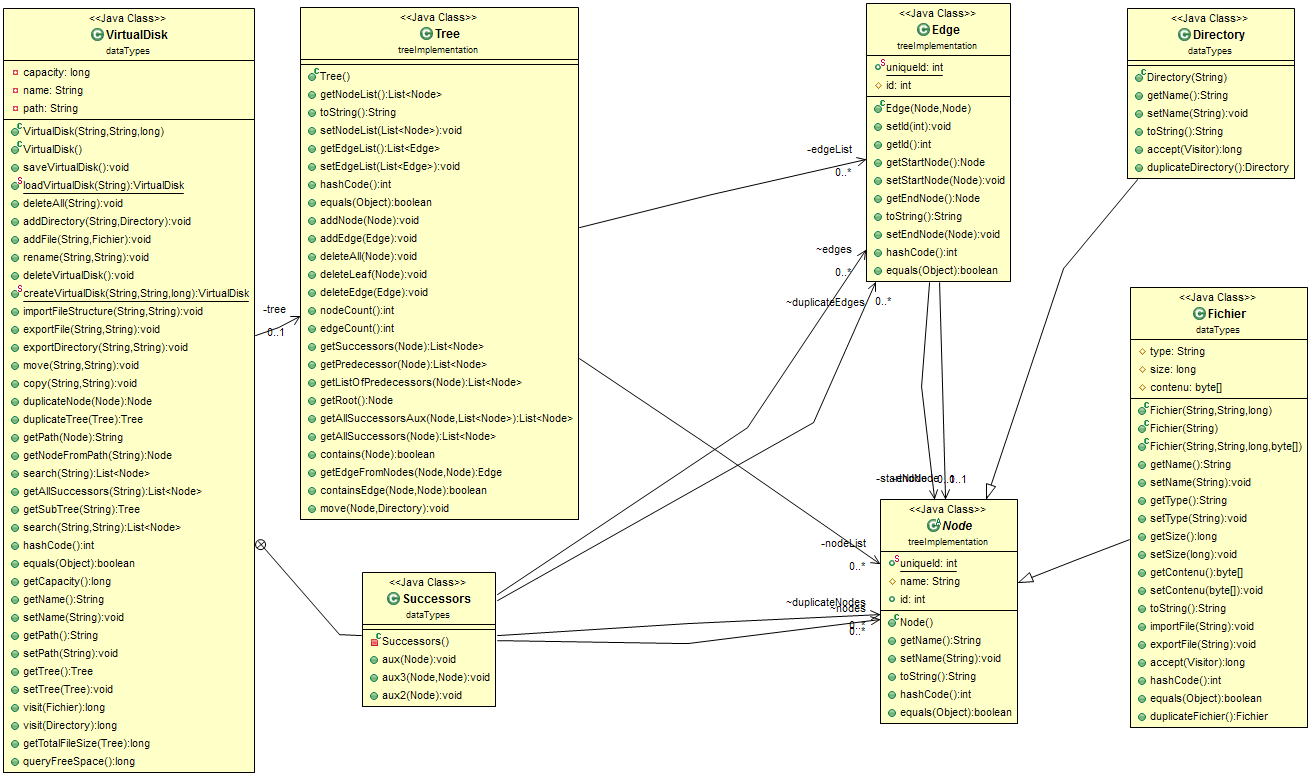 <<Java Class>>
VirtualDisk
dataTypes
capacity: long
name: String
path: String
VirtualDisk(String,String,long)
VirtualDisk()
saveVirtualDisk():void
loadVirtualDisk(String):VirtualDisk
deleteAll(String):void
addDirectory(String,Directory):void
addFile(String,Fichier):void
rename(String,String):void
deleteVirtualDisk():void
createVirtualDisk(String,String,long):VirtualDisk
importFileStructure(String,String):void
exportFile(String,String):void
exportDirectory(String,String):void
move(String,String):void
copy(String,String):void
duplicateNode(Node):Node
duplicateTree(Tree):Tree
getPath(Node):String
getNodeFromPath(String):Node
search(String):List<Node>
getAllSuccessors(String):List<Node>
getSubTree(String):Tree
search(String,String):List<Node>
hashCode():int
equals(Object):boolean
getCapacity():long
getName():String
setName(String):void
getPath():String
setPath(String):void
getTree():Tree
setTree(Tree):void
visit(Fichier):long
visit(Directory):long
getTotalFileSize(Tree):long
queryFreeSpace():long
-tree
0..1
<<Java Class>>
Tree
treeImplementation
Tree()
getNodeList():List<Node>
toString():String
setNodeList(List<Node>):void
getEdgeList():List<Edge>
setEdgeList(List<Edge>):void
hashCode():int
equals(Object):boolean
addNode(Node):void
addEdge(Edge):void
deleteAll(Node):void
deleteLeaf(Node):void
deleteEdge(Edge):void
nodeCount():int
edgeCount():int
getSuccessors(Node):List<Node>
getPredecessor(Node):List<Node>
getListOfPredecessors(Node):List<Node>
getRoot():Node
getAllSuccessorsAux(Node,List<Node>):List<Node>
getAllSuccessors(Node):List<Node>
contains(Node):boolean
getEdgeFromNodes(Node,Node):Edge
containsEdge(Node,Node):boolean
move(Node,Directory):void
<<Java Class>>
Successors
dataTypes
Successors()
aux(Node):void
aux3(Node,Node):void
aux2(Node):void
-edgeList
0..*
~edges
0..*
~duplicateEdges
0..*
-nodeList
0..*
~duplicateNodes
~nodes
0..*
0..*
<<Java Class>>
Edge
treeImplementation
uniqueId: int
id: int
Edge(Node,Node)
setId(int):void
getId():int
getStartNode():Node
setStartNode(Node):void
getEndNode():Node
toString():String
setEndNode(Node):void
hashCode():int
equals(Object):boolean
<<Java Class>>
Node
treeImplementation
uniqueId: int
name: String
id: int
Node()
getName():String
setName(String):void
toString():String
hashCode():int
equals(Object):boolean
<<Java Class>>
Directory
dataTypes
Directory(String)
getName():String
setName(String):void
toString():String
accept(Visitor):long
duplicateDirectory():Directory
<<Java Class>>
Fichier
dataTypes
type: String
size: long
contenu: byte[]
Fichier(String,String,long)
Fichier(String)
Fichier(String,String,long,byte[])
getName():String
setName(String):void
getType():String
setType(String):void
getSize():long
setSize(long):void
getContenu():byte[]
setContenu(byte[]):void
toString():String
importFile(String):void
exportFile(String):void
accept(Visitor):long
hashCode():int
equals(Object):boolean
duplicateFichier():Fichier